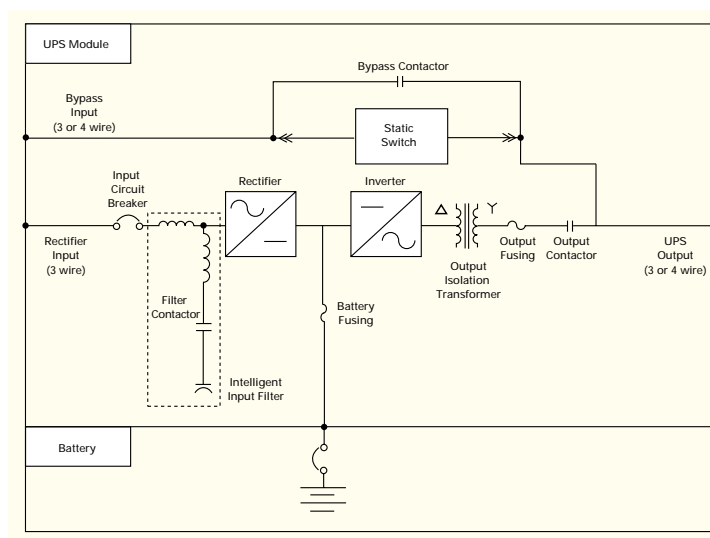 UPS Module
Bypass Contactor
Bypass
Input
(3 or 4 wire)
Static
Switch
Input
Circuit
Breaker
Rectifier
Inverter
Rectifier
Input
(3 wire)
Output
Fusing
Output
Contactor
UPS
Output
(3 or 4 wire)
Output
Isolation
Transformer
Filter
Contactor
Battery
Fusing
Intelligent
Input Filter
Battery